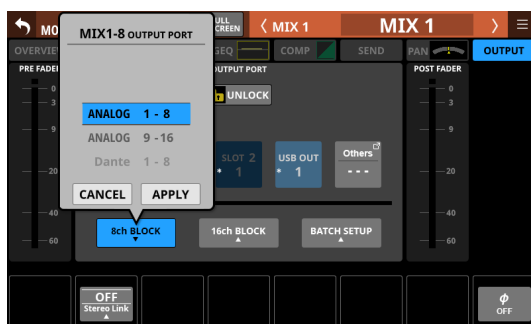 MO
MIX1-8 OUTPUT PORT
ULL
CREEN
MIX 1
MIX 1
OVERVIE
GEQ
COMP
SEND
PAN
OUTPUT
PRE FADER
OUTPUT PORT
POST FADER
UNLOCK
0
3
9
20
40
60
ANALOG 1 - 8
ANALOG 9 - 16
Dante 1 - 8
CANCEL
APPLY
SLOT 2
* 1
USB OUT
* 1
Others
- - -
0
3
9
20
40
60
8ch BLOCK
16ch BLOCK
BATCH SETUP
OFF
Stereo Link
ϕ
OFF